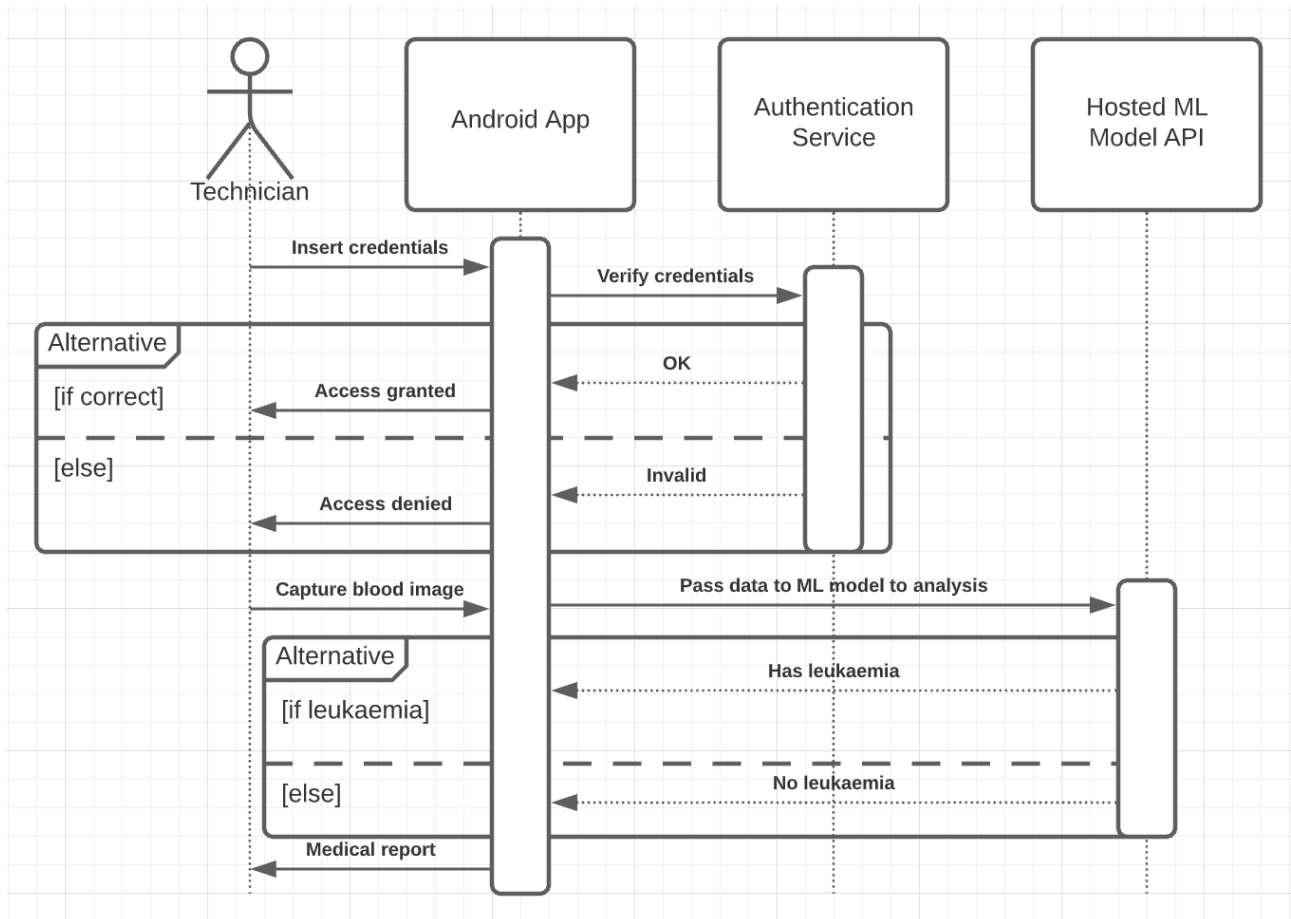 Technician
Android App
Authentication
Service
Hosted ML
Model API
Insert credentials
Verify credentials
Alternative
OK
[if correct]
Access granted
[else]
Invalid
Access denied
Capture blood image
Pass data to ML model to analysis
Alternative
Has leukaemia
[if leukaemia]
No leukaemia
[else]
Medical report